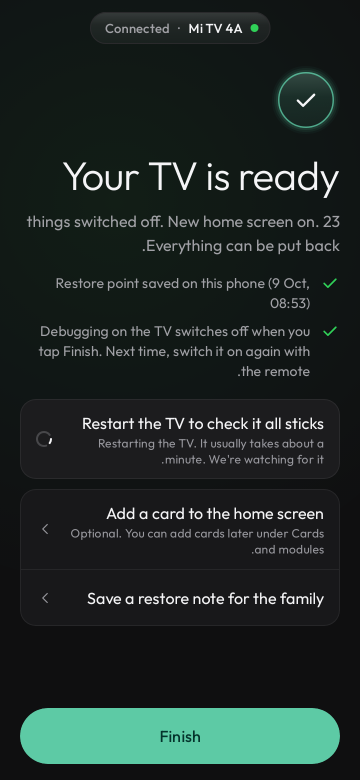 Connected · Mi TV 4A
Your TV is ready
things switched off. New home screen on. 23
.Everything can be put back
Restore point saved on this phone (9 Oct,
08:53)
Debugging on the TV switches off when you
tap Finish. Next time, switch it on again with
.the remote
Restart the TV to check it all sticks
Restarting the TV. It usually takes about a
.minute. We're watching for it
Add a card to the home screen
Optional. You can add cards later under Cards
.and modules
Save a restore note for the family
Finish